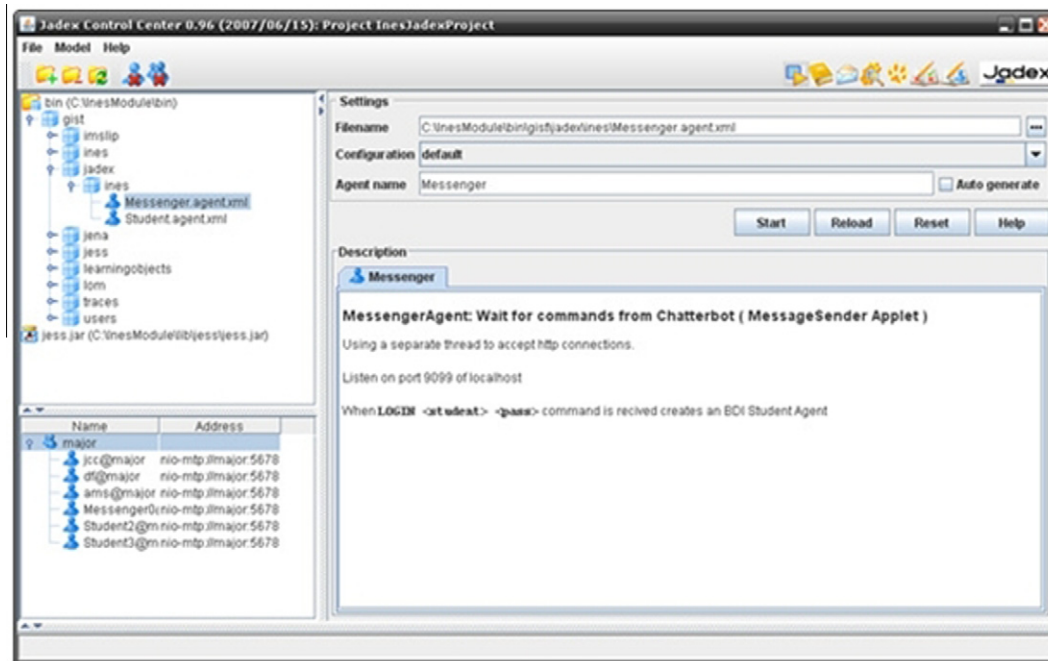 Jadex Control Center 0.96 (2007/06/15): Project InesJadexProject
File Model Help
Jadex
bin (C:\InesModule\bin)
gist
imslip
ines
jadex
ines
Messenger.agent.xml
Student.agent.xml
jena
jess
learningobjects
lom
traces
users
jess.jar (C:\InesModule\lib\jess\jess.jar)
Name Address
major
jcc@major nio-mtp://major:5678
df@major nio-mtp://major:5678
ams@major nio-mtp://major:5678
Messenger0 nio-mtp://major:5678
Student2@m nio-mtp://major:5678
Student3@m nio-mtp://major:5678
Settings
Filename C:\InesModule\bin\gist\jadex\ines\Messenger.agent.xml ...
Configuration default
Agent name Messenger Auto generate
Start Reload Reset Help
Description
Messenger
MessengerAgent: Wait for commands from Chatterbot ( MessageSender Applet )
Using a separate thread to accept http connections.
Listen on port 9099 of localhost
When LOGIN <student> <pass> command is recived creates an BDI Student Agent